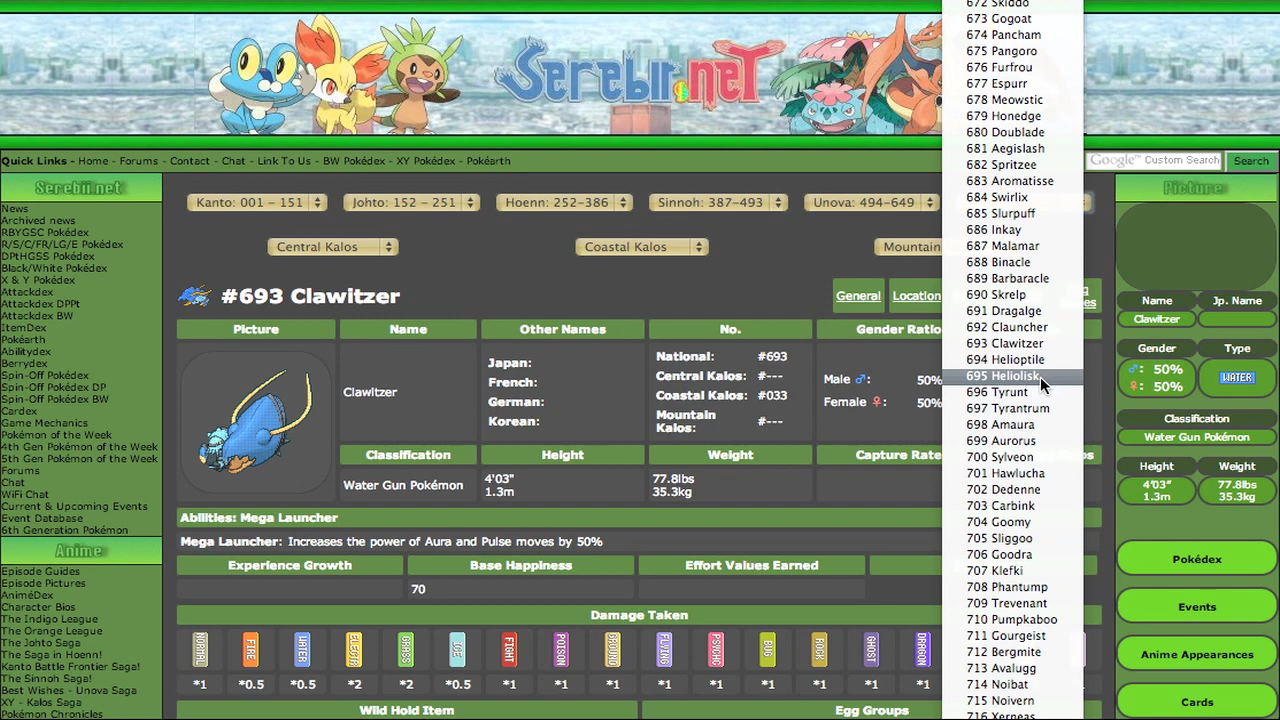 Serebii.net
Quick Links - Home - Forums - Contact - Chat - Link To Us - BW Pokédex - XY Pokédex - Pokéarth
Google™ Custom Search
Search
Serebii.net
News
Archived news
RBYGSC Pokédex
R/S/C/FR/LG/E Pokédex
DPtHGSS Pokédex
Black/White Pokédex
X & Y Pokédex
Attackdex
Attackdex DPPt
Attackdex BW
ItemDex
Pokéarth
Abilitydex
Berrydex
Spin-Off Pokédex
Spin-Off Pokédex DP
Spin-Off Pokédex BW
Cardex
Game Mechanics
Pokémon of the Week
4th Gen Pokémon of the Week
5th Gen Pokémon of the Week
Forums
Chat
WiFi Chat
Current & Upcoming Events
Event Database
6th Generation Pokémon
Anime
Episode Guides
Episode Pictures
AniméDex
Character Bios
The Indigo League
The Orange League
The Johto Saga
The Saga in Hoenn!
Kanto Battle Frontier Saga!
The Sinnoh Saga!
Best Wishes - Unova Saga
XY - Kalos Saga
Pokémon Chronicles
Kanto: 001 - 151
Johto: 152 - 251
Hoenn: 252-386
Sinnoh: 387-493
Unova: 494-649
Central Kalos
Coastal Kalos
Mountain
#693 Clawitzer
General
Location
Picture
Name
Other Names
No.
Gender Ratio
Clawitzer
Japan:
French:
German:
Korean:
National: #693
Central Kalos: #---
Coastal Kalos: #033
Mountain Kalos: #---
Male ♂: 50%
Female ♀: 50%
Classification
Height
Weight
Capture Rate
Water Gun Pokémon
4'03"
1.3m
77.8lbs
35.3kg
Abilities: Mega Launcher
Mega Launcher: Increases the power of Aura and Pulse moves by 50%
Experience Growth
Base Happiness
Effort Values Earned
70
Damage Taken
NORMAL
FIRE
WATER
ELECTR
GRASS
ICE
FIGHT
POISON
GROUND
FLYING
PSYCHC
BUG
ROCK
GHOST
DRAGON
*1 *0.5 *0.5 *2 *2 *0.5 *1 *1 *1 *1 *1 *1 *1 *1 *1
Wild Hold Item
Egg Groups
672 Skiddo
673 Gogoat
674 Pancham
675 Pangoro
676 Furfrou
677 Espurr
678 Meowstic
679 Honedge
680 Doublade
681 Aegislash
682 Spritzee
683 Aromatisse
684 Swirlix
685 Slurpuff
686 Inkay
687 Malamar
688 Binacle
689 Barbaracle
690 Skrelp
691 Dragalge
692 Clauncher
693 Clawitzer
694 Helioptile
695 Heliolisk
696 Tyrunt
697 Tyrantrum
698 Amaura
699 Aurorus
700 Sylveon
701 Hawlucha
702 Dedenne
703 Carbink
704 Goomy
705 Sliggoo
706 Goodra
707 Klefki
708 Phantump
709 Trevenant
710 Pumpkaboo
711 Gourgeist
712 Bergmite
713 Avalugg
714 Noibat
715 Noivern
716 Xerneas
Picture
Name
Jp. Name
Clawitzer
Gender
Type
♂: 50%
♀: 50%
WATER
Classification
Water Gun Pokémon
Height
Weight
4'03"
1.3m
77.8lbs
35.3kg
Pokédex
Events
Anime Appearances
Cards